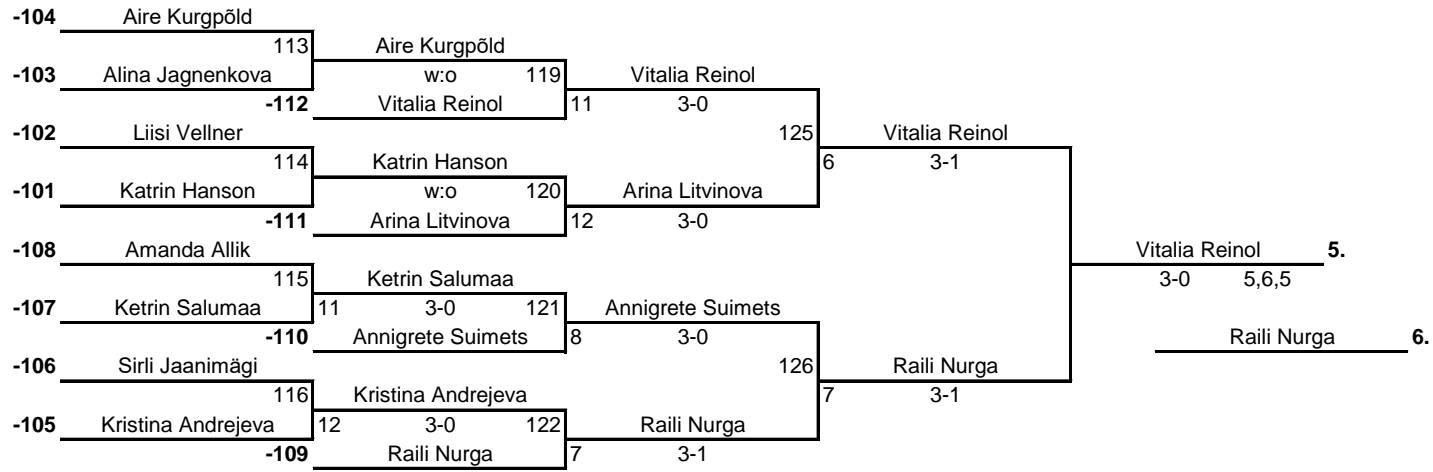 -104 Aire Kurgpõld
113 Aire Kurgpõld
-103 Alina Jagnenkova w:o 119 Vitalia Reinol
-112 Vitalia Reinol 11 3-0
-102 Liisi Vellner 125 Vitalia Reinol
114 Katrin Hanson 6 3-1
-101 Katrin Hanson w:o 120 Arina Litvinova
-111 Arina Litvinova 12 3-0
-108 Amanda Allik Vitalia Reinol 5.
115 Ketrin Salumaa 3-0 5,6,5
-107 Ketrin Salumaa 11 3-0 121 Annigrete Suimets
-110 Annigrete Suimets 8 3-0 Raili Nurga 6.
-106 Sirli Jaanimägi 126 Raili Nurga
116 Kristina Andrejeva 7 3-1
-105 Kristina Andrejeva 12 3-0 122 Raili Nurga
-109 Raili Nurga 7 3-1